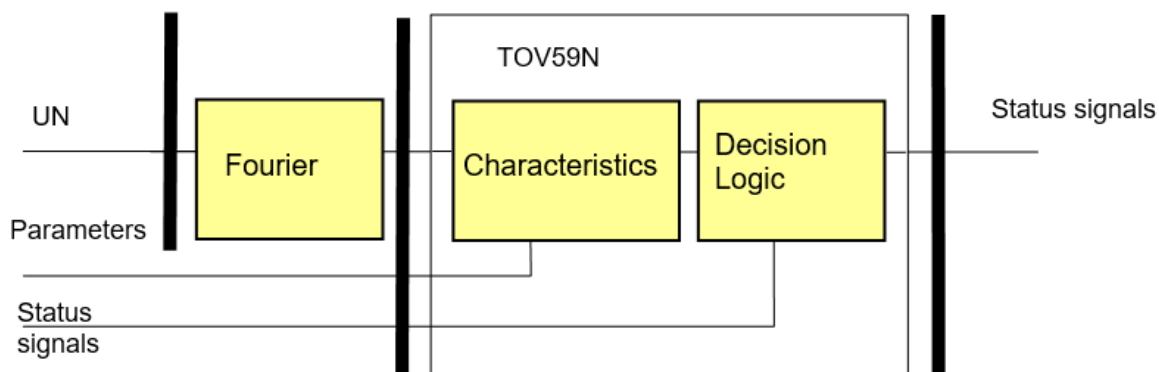 TOV59N
UN
Status signals
Fourier
Characteristics
Decision
Logic
Parameters
Status
signals